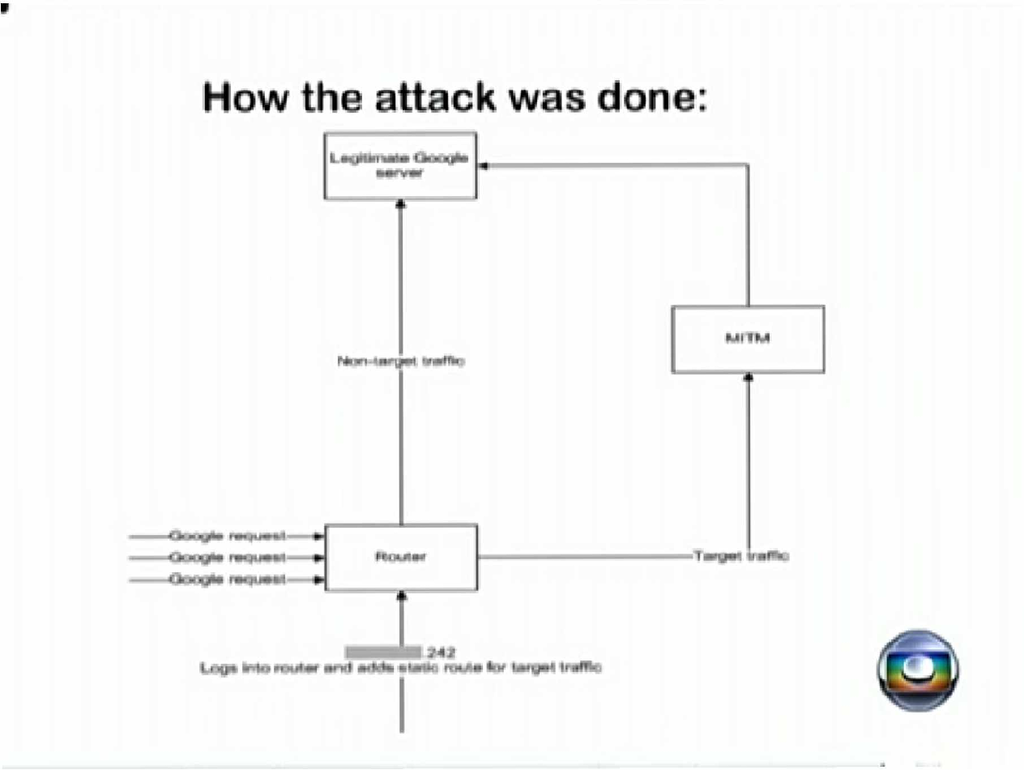 How the attack was done:
Legitimate Google
server
MITM
Non-target traffic
Google request
Google request
Google request
Router
Target traffic
.242
Logs into router and adds static route for target traffic